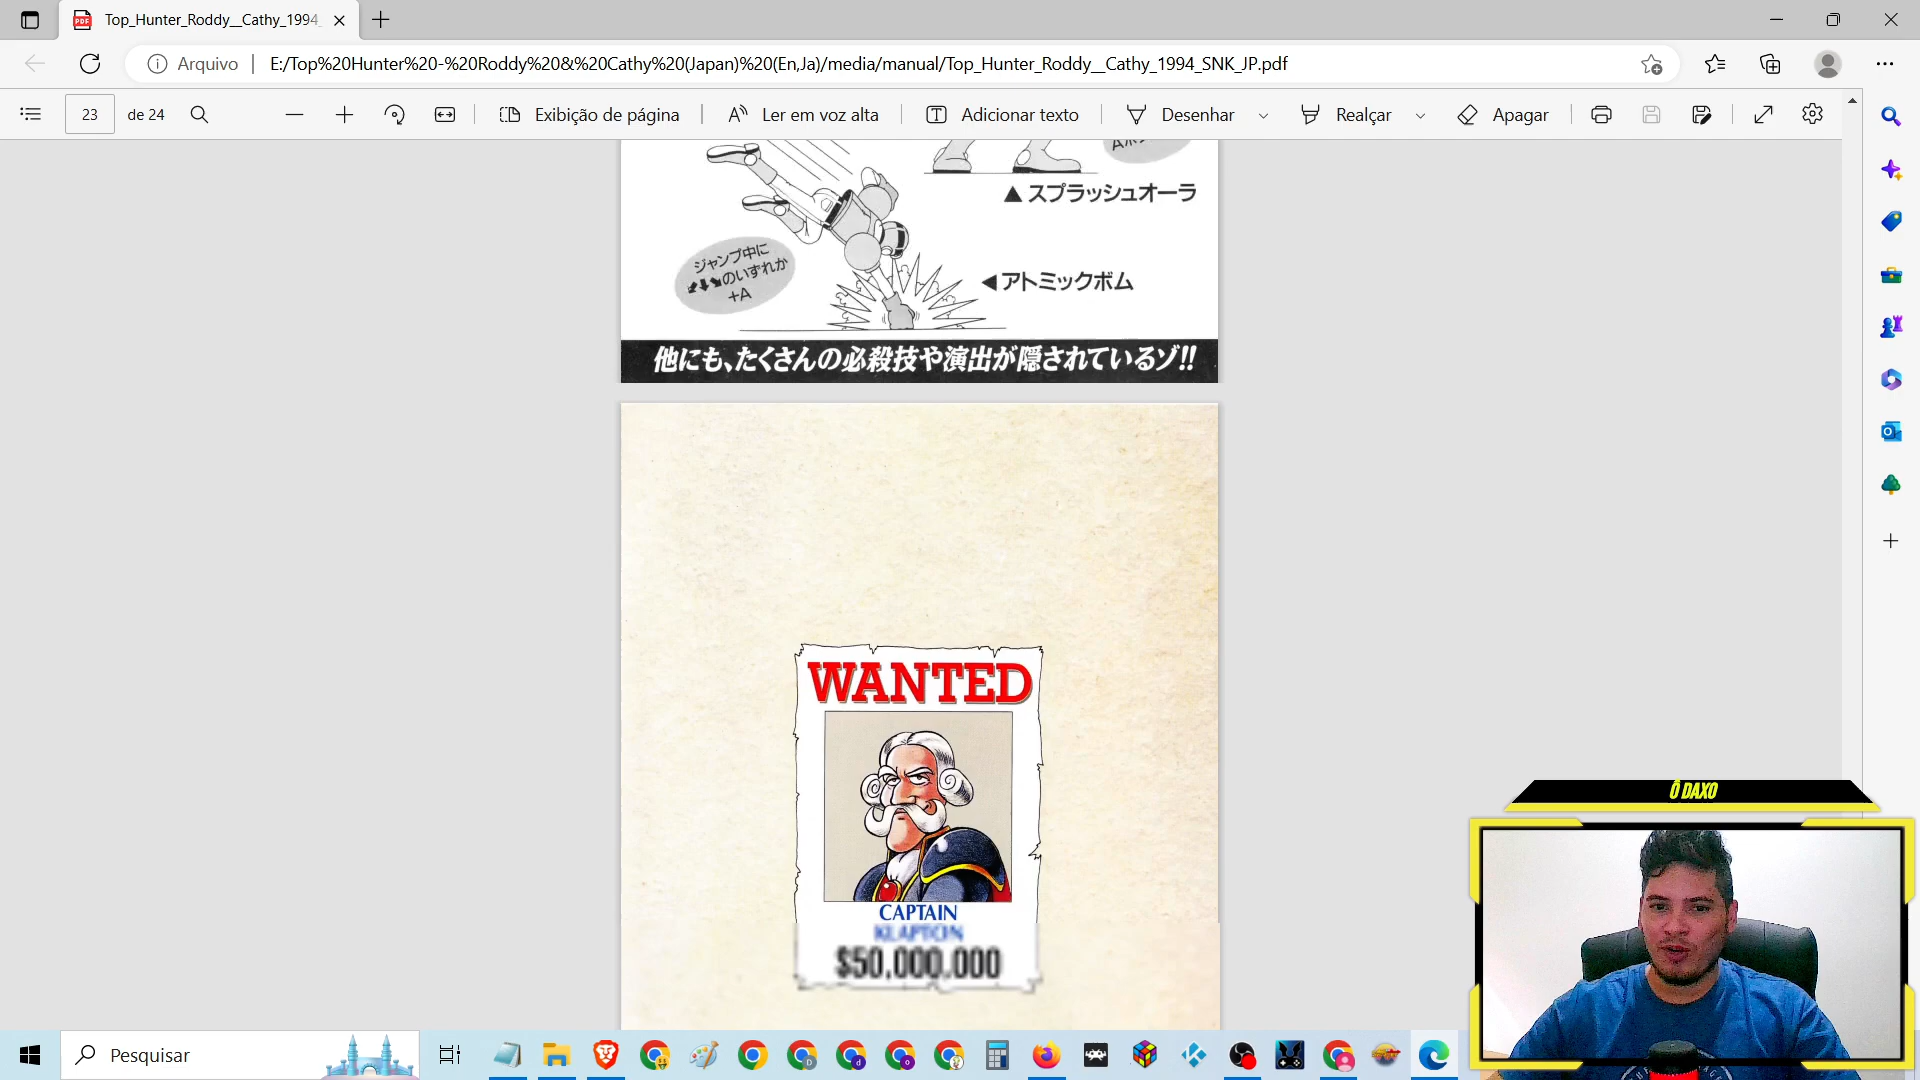 Top_Hunter_Roddy__Cathy_1994_
Arquivo
E:/Top%20Hunter%20-%20Roddy%20&%20Cathy%20(Japan)%20(En,Ja)/media/manual/Top_Hunter_Roddy__Cathy_1994_SNK_JP.pdf
23 de 24
Exibição de página
Ler em voz alta
Adicionar texto
Desenhar
Realçar
Apagar
▲スプラッシュオーラ
ジャンプ中に
↙↓↘のいずれか
+A
◀アトミックボム
他にも、たくさんの必殺技や演出が隠されているゾ!!
WANTED
CAPTAIN
KLAPTON
$50,000,000
Ô DAXO
Pesquisar